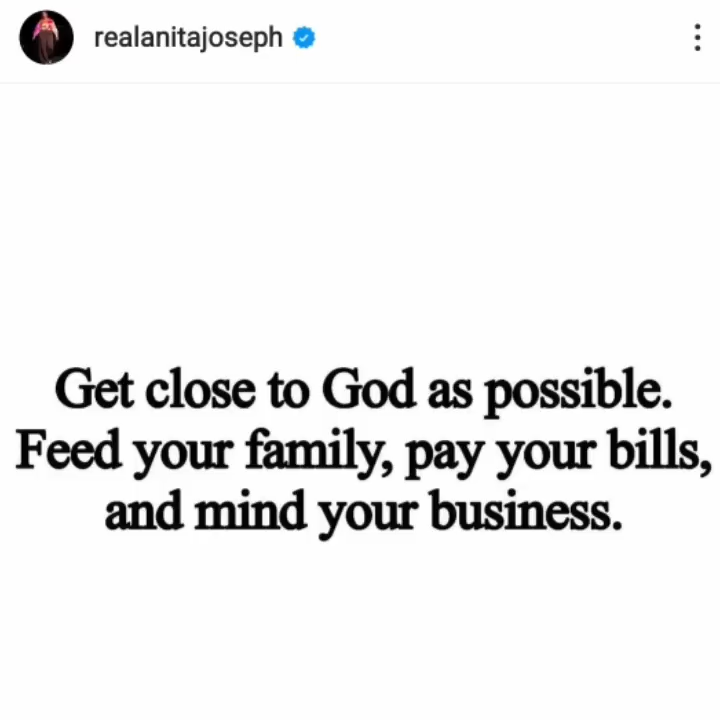 realanitajoseph
Get close to God as possible.
Feed your family, pay your bills,
and mind your business.